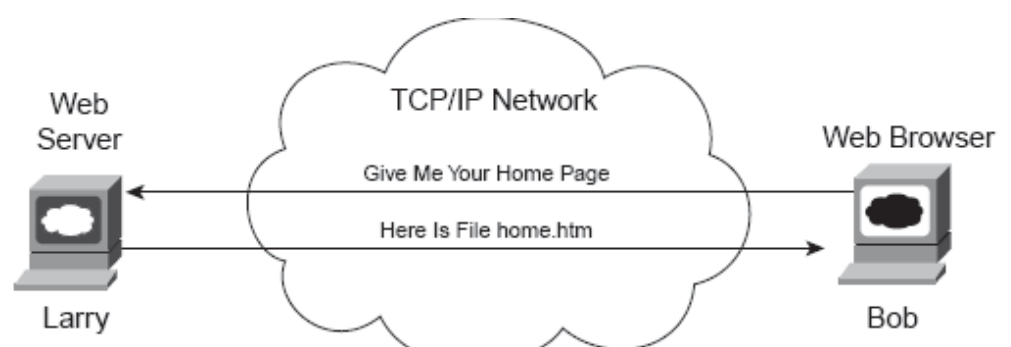 TCP/IP Network
Web
Server
Web Browser
Give Me Your Home Page
Here Is File home.htm
Larry
Bob